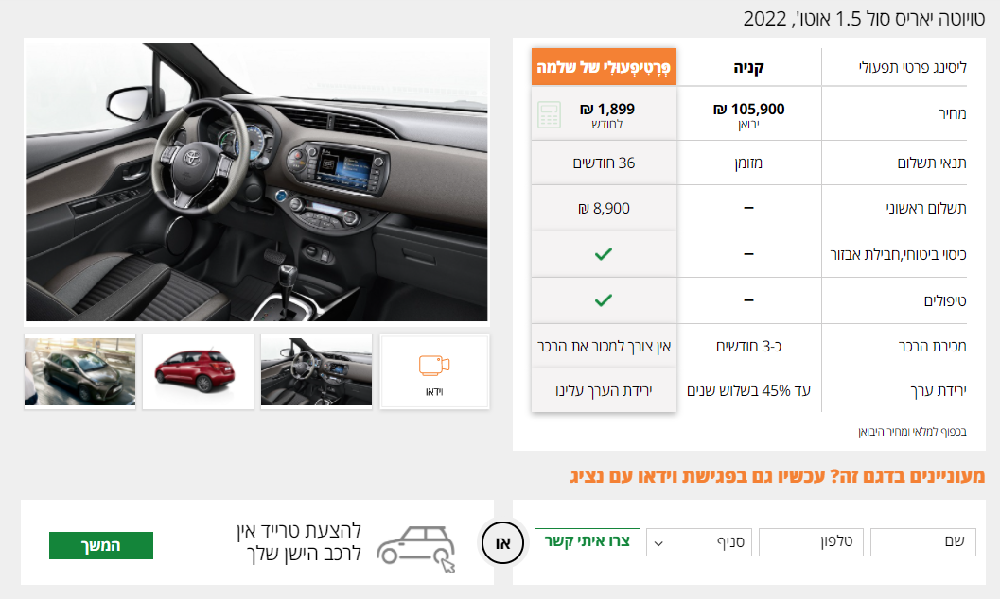 טויוטה יאריס סול 1.5 אוטו', 2022
ליסינג פרטי תפעולי
קניה
פְּרָטִיפְעוּלִי של שלמה
מחיר
105,900 ₪
יבואן
1,899 ₪
לחודש
תנאי תשלום
מזומן
36 חודשים
תשלום ראשוני
–
8,900 ₪
כיסוי ביטוחי,חבילת אבזור
–
טיפולים
–
מכירת הרכב
כ-3 חודשים
אין צורך למכור את הרכב
ירידת ערך
עד 45% בשלוש שנים
ירידת הערך עלינו
בכפוף למלאי ומחיר היבואן
וידאו
מעוניינים בדגם זה? עכשיו גם בפגישת וידאו עם נציג
שם
טלפון
סניף
צרו איתי קשר
או
להצעת טרייד אין
לרכב הישן שלך
המשך